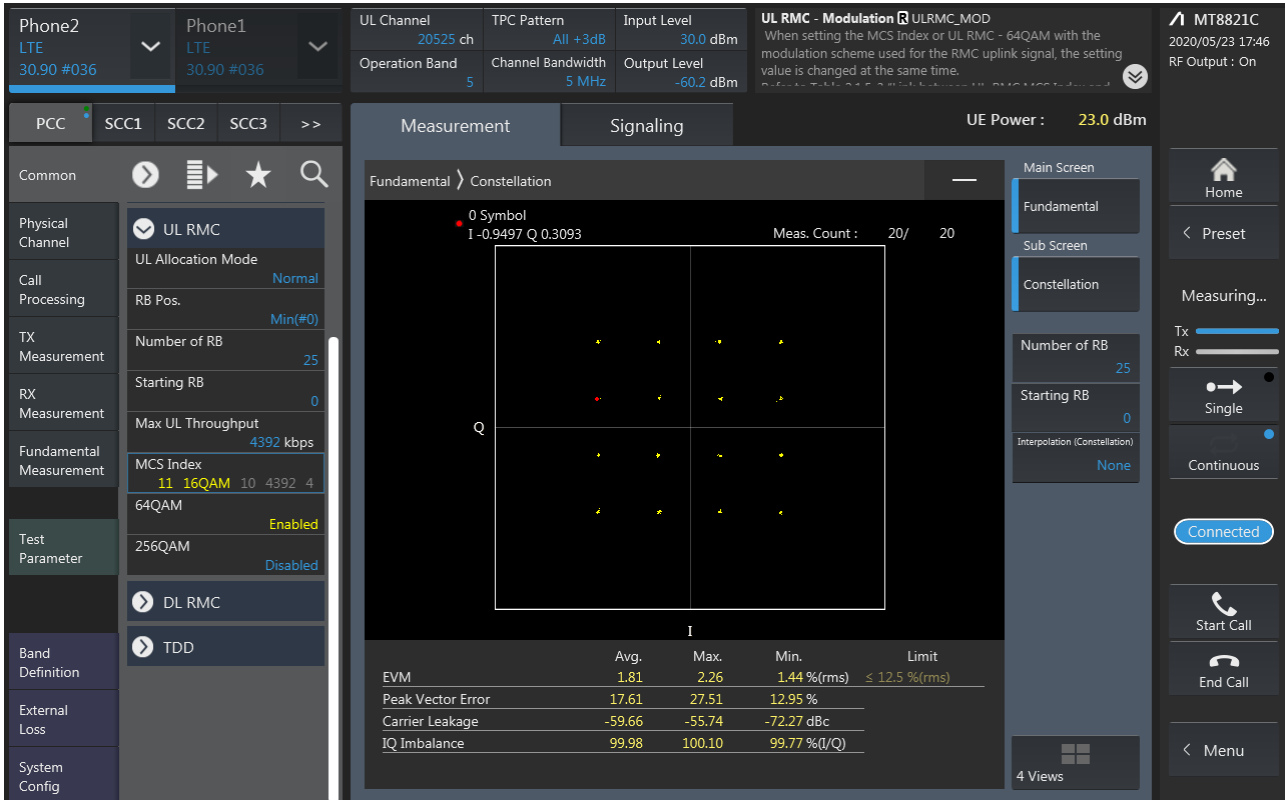 Phone2
LTE
30.90 #036
Phone1
LTE
30.90 #036
UL Channel
20525 ch
TPC Pattern
All +3dB
Input Level
30.0 dBm
Operation Band
5
Channel Bandwidth
5 MHz
Output Level
-60.2 dBm
UL RMC - Modulation R ULRMC_MOD
When setting the MCS Index or UL RMC - 64QAM with the
modulation scheme used for the RMC uplink signal, the setting
value is changed at the same time.
MT8821C
2020/05/23 17:46
RF Output : On
PCC
SCC1
SCC2
SCC3
>>
Measurement
Signaling
UE Power : 23.0 dBm
Common
Physical
Channel
Call
Processing
TX
Measurement
RX
Measurement
Fundamental
Measurement
Test
Parameter
Band
Definition
External
Loss
System
Config
UL RMC
UL Allocation Mode
Normal
RB Pos.
Min(#0)
Number of RB
25
Starting RB
0
Max UL Throughput
4392 kbps
MCS Index
11 16QAM 10 4392 4
64QAM
Enabled
256QAM
Disabled
DL RMC
TDD
Fundamental 〉 Constellation
0 Symbol
I -0.9497 Q 0.3093
Meas. Count : 20/ 20
Q
I
Avg. Max. Min. Limit
EVM 1.81 2.26 1.44 %(rms) ≤ 12.5 %(rms)
Peak Vector Error 17.61 27.51 12.95 %
Carrier Leakage -59.66 -55.74 -72.27 dBc
IQ Imbalance 99.98 100.10 99.77 %(I/Q)
Main Screen
Fundamental
Sub Screen
Constellation
Number of RB
25
Starting RB
0
Interpolation (Constellation)
None
4 Views
Home
< Preset
Measuring...
Tx
Rx
Single
Continuous
Connected
Start Call
End Call
< Menu